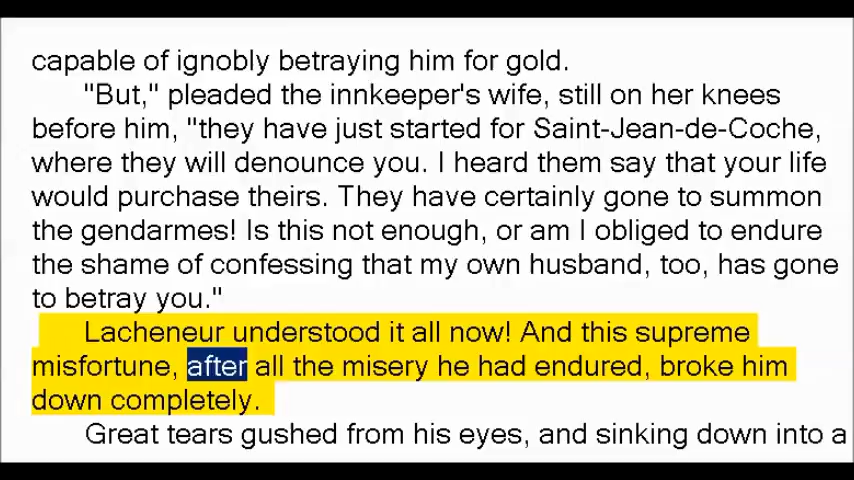 capable of ignobly betraying him for gold.
"But," pleaded the innkeeper's wife, still on her knees
before him, "they have just started for Saint-Jean-de-Coche,
where they will denounce you. I heard them say that your life
would purchase theirs. They have certainly gone to summon
the gendarmes! Is this not enough, or am I obliged to endure
the shame of confessing that my own husband, too, has gone
to betray you."
Lacheneur understood it all now! And this supreme
misfortune, after all the misery he had endured, broke him
down completely.
Great tears gushed from his eyes, and sinking down into a